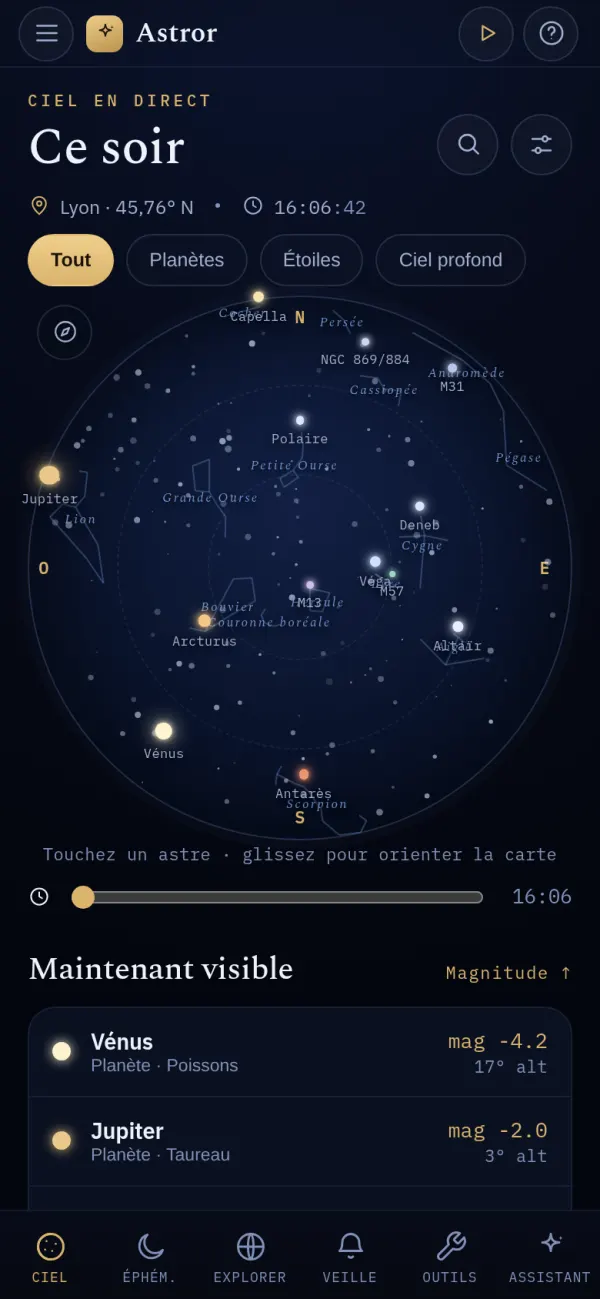 Astror
CIEL EN DIRECT
Ce soir
Lyon · 45,76° N • 16:06:42
Tout Planètes Étoiles Ciel profond
Capella N Persée
NGC 869/884
Andromède
M31
Cassiopée
Polaire
Pégase
Petite Ourse
Jupiter
Grande Ourse
Lion
Deneb
Cygne
O E
Véga
M57
M13
Bouvier
Couronne boréale
Arcturus
Altaïr
Vénus
Antarès
Scorpion
S
Touchez un astre · glissez pour orienter la carte
16:06
Maintenant visible Magnitude ↑
Vénus mag -4.2
Planète · Poissons 17° alt
Jupiter mag -2.0
Planète · Taureau 3° alt
CIEL ÉPHÉM. EXPLORER VEILLE OUTILS ASSISTANT